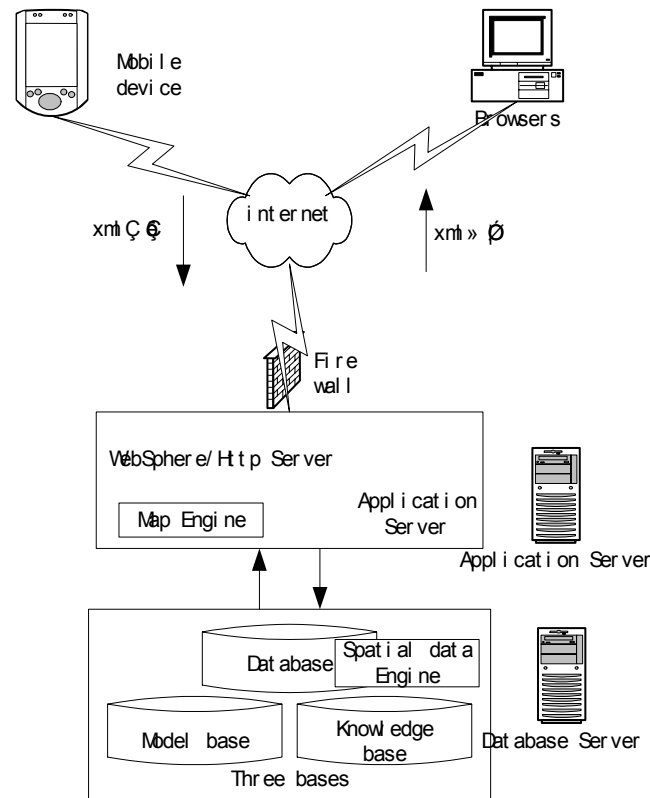 Mobile
device
Browsers
internet
xml
xml
Fire
wall
WebSphere/Http Server
Map Engine
Application
Server
Application Server
Database
Spatial data
Engine
Model base
Knowledge
base
Database Server
Three bases